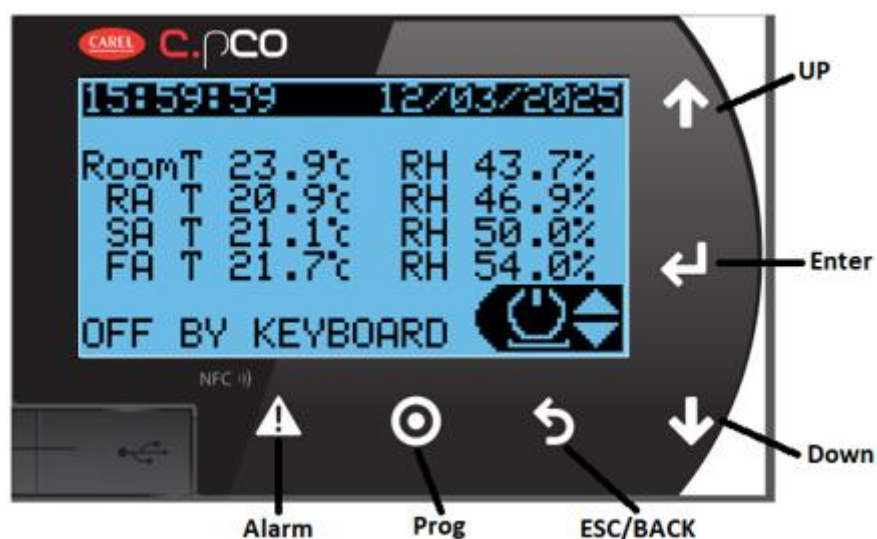 CAREL c.pCO
15:59:59 12/03/2025
RoomT 23.9°c RH 43.7%
RA T 20.9°c RH 46.9%
SA T 21.1°c RH 50.0%
FA T 21.7°c RH 54.0%
OFF BY KEYBOARD
NFC
UP
Enter
Down
Alarm
Prog
ESC/BACK